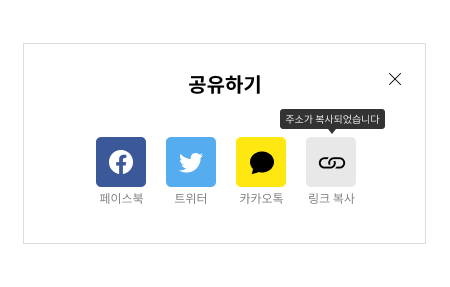 공유하기
주소가 복사되었습니다
페이스북
트위터
카카오톡
링크 복사